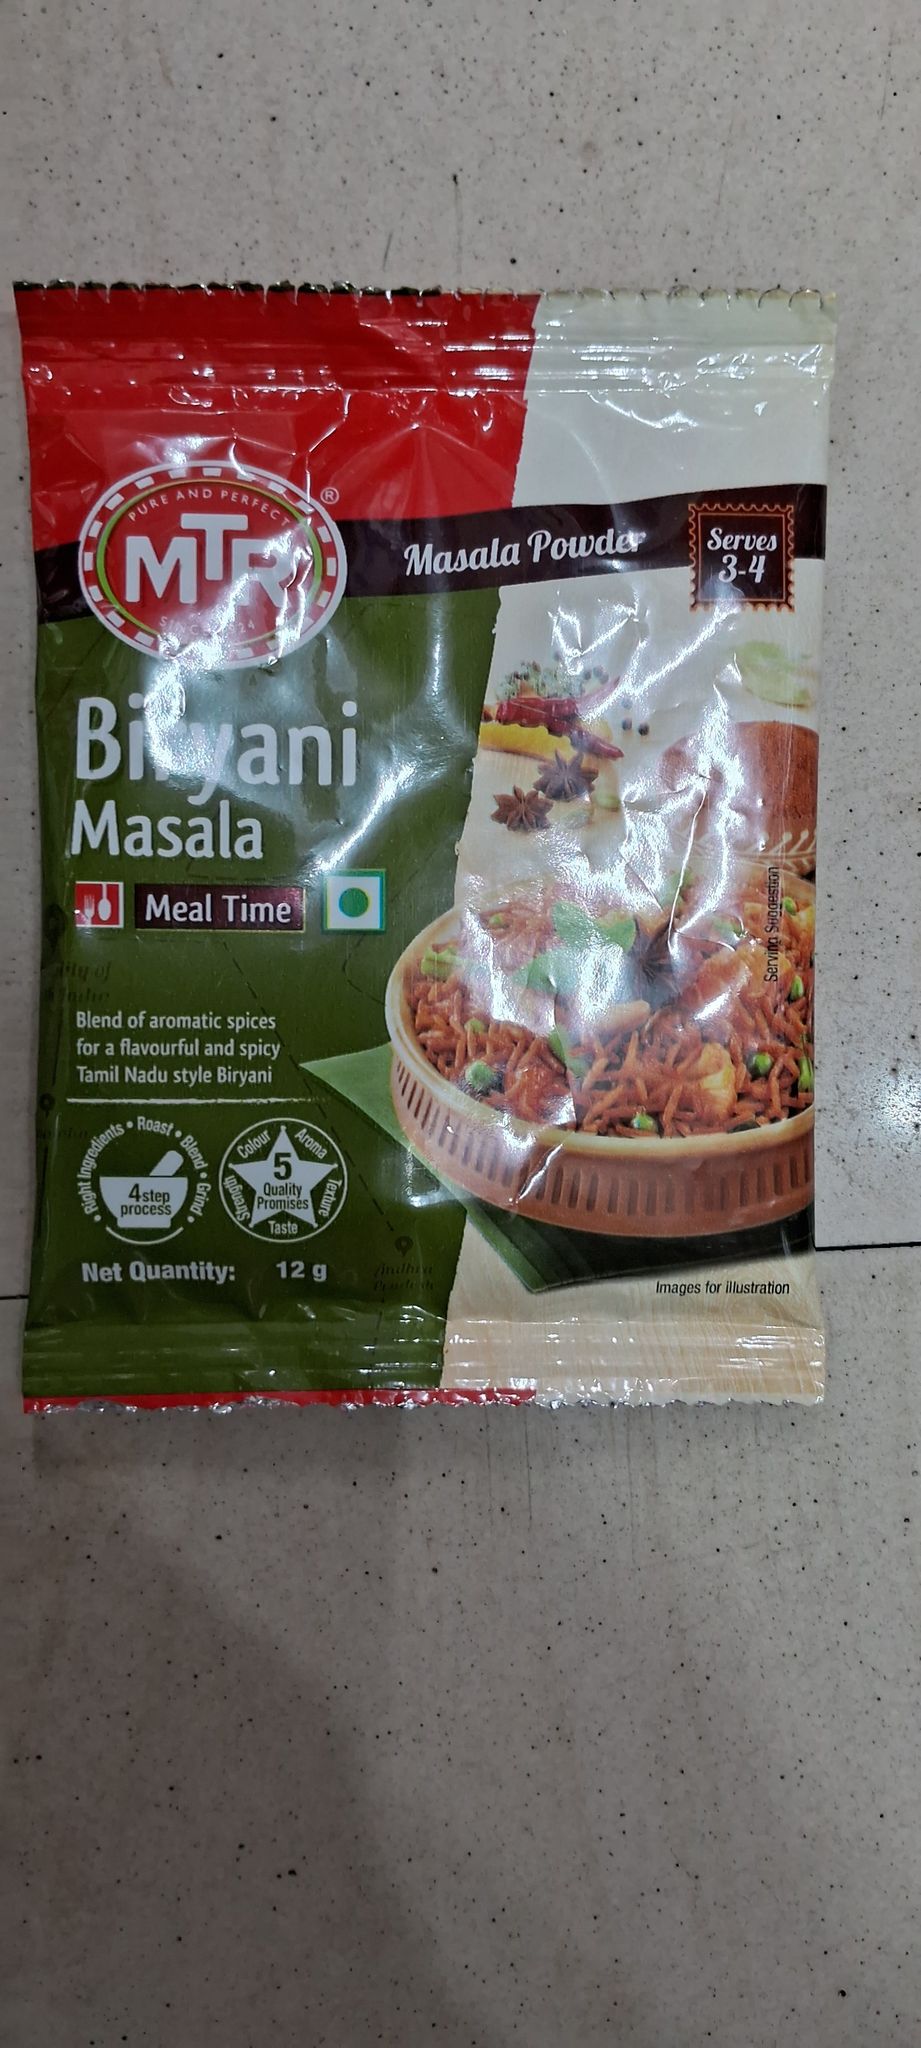 PURE AND PERFECT
MTR
®
Masala Powder
Serves
3-4
Biryani
Masala
Meal Time
Serving Suggestion
Blend of aromatic spices
for a flavourful and spicy
Tamil Nadu style Biryani
Right Ingredients • Roast • Blend • Grind •
4-step
process
Colour
Aroma
Strength
5
Quality
Promises
Texture
Taste
Net Quantity: 12 g
Andhra
Pradesh
Images for illustration